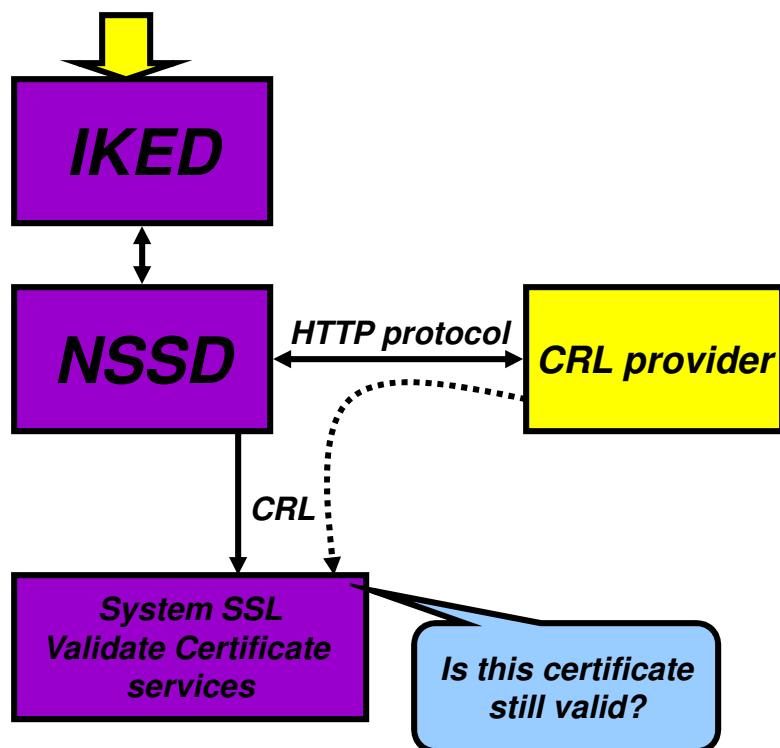 IKED
NSSD
HTTP protocol
CRL provider
CRL
System SSL
Validate Certificate
services
Is this certificate
still valid?